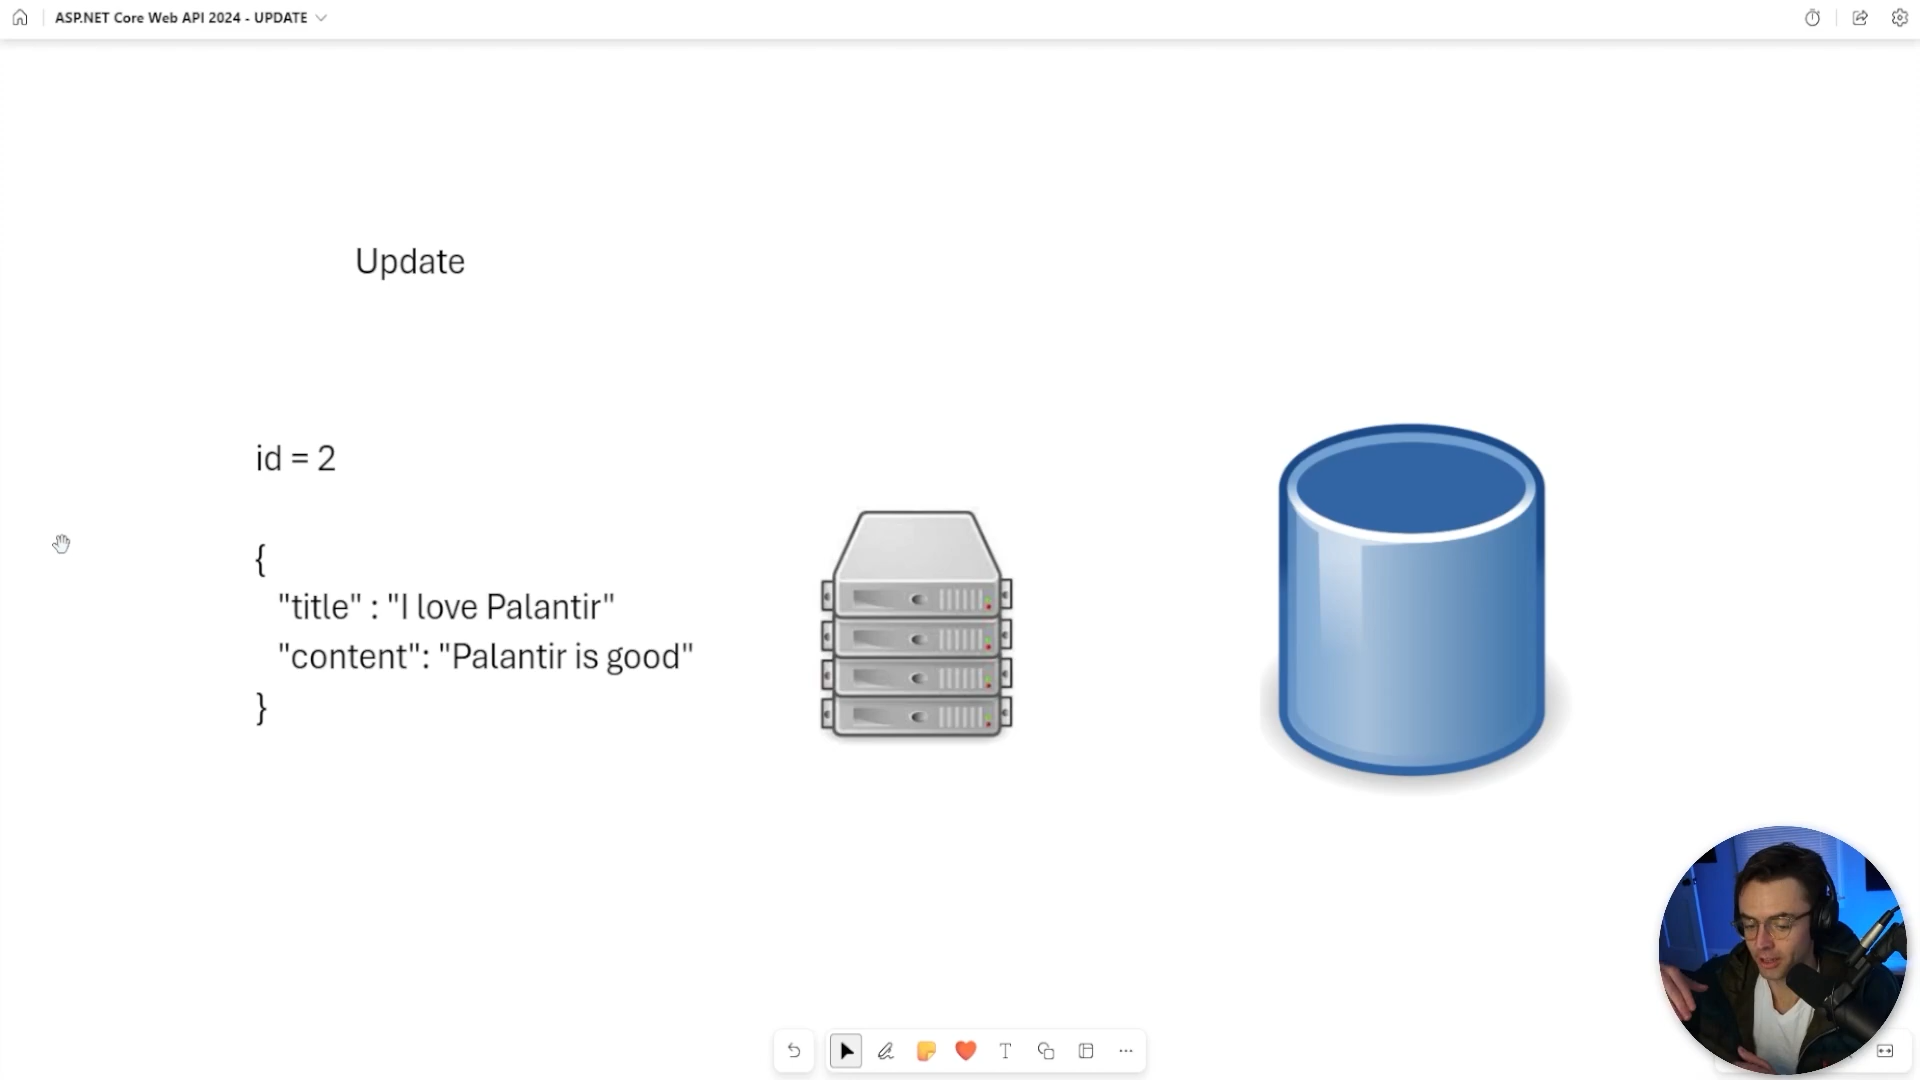 ASP.NET Core Web API 2024 - UPDATE
Update
id = 2
{
"title" : "I love Palantir"
"content": "Palantir is good"
}
T